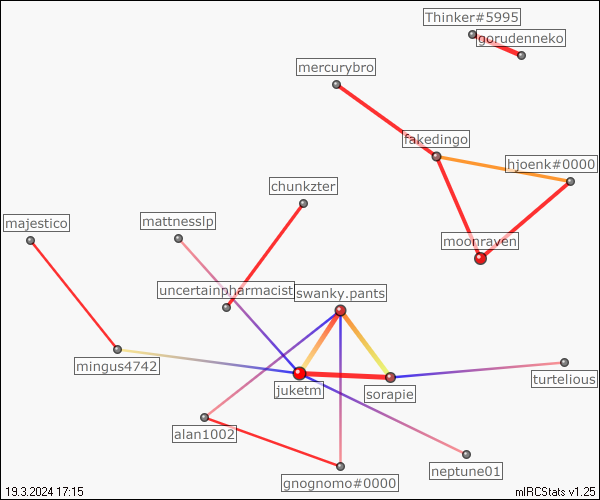 Thinker#5995
gorudenneko
mercurybro
fakedingo
hjoenk#0000
chunkzter
majestico
mattnesslp
moonraven
uncertainpharmacist
swanky.pants
mingus4742
juketm
sorapie
turtelious
alan1002
neptune01
gnognomo#0000
19.3.2024 17:15
mIRCStats v1.25